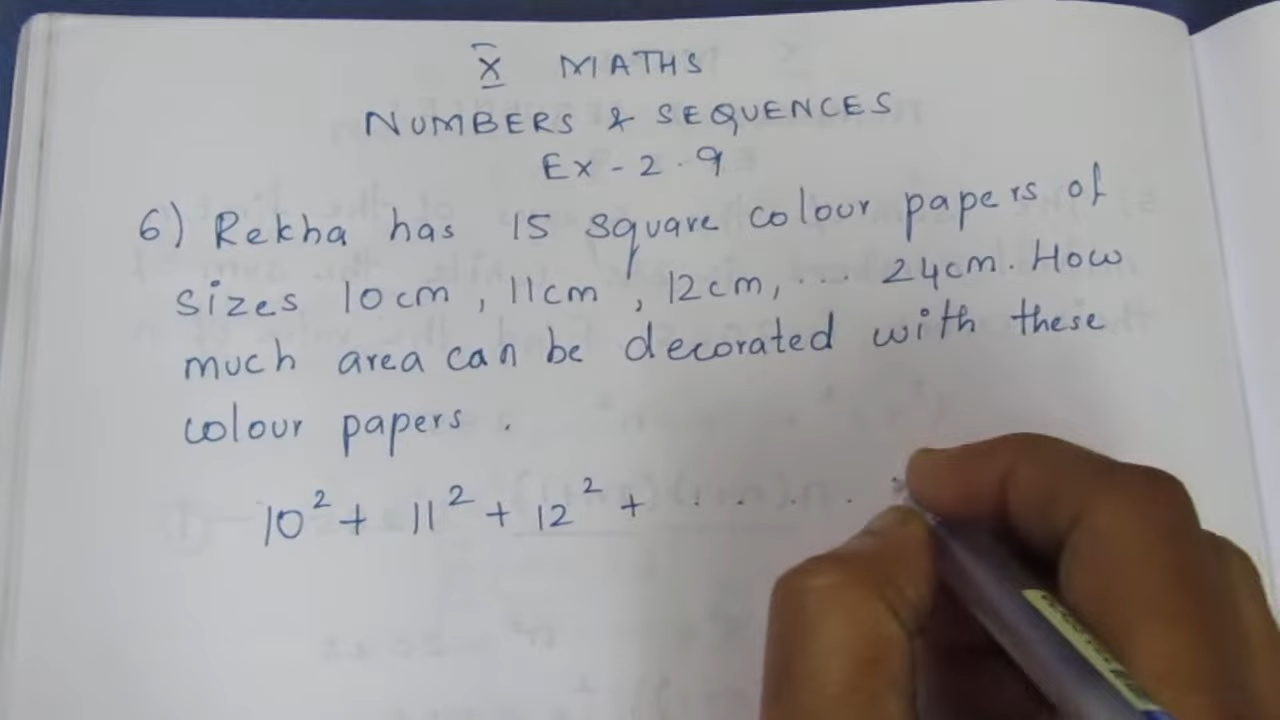 X MATHS
NUMBERS & SEQUENCES
Ex - 2.9
6) Rekha has 15 square colour papers of
sizes 10cm, 11cm, 12cm, ... 24cm. How
much area can be decorated with these
colour papers.
10² + 11² + 12² + . . . .